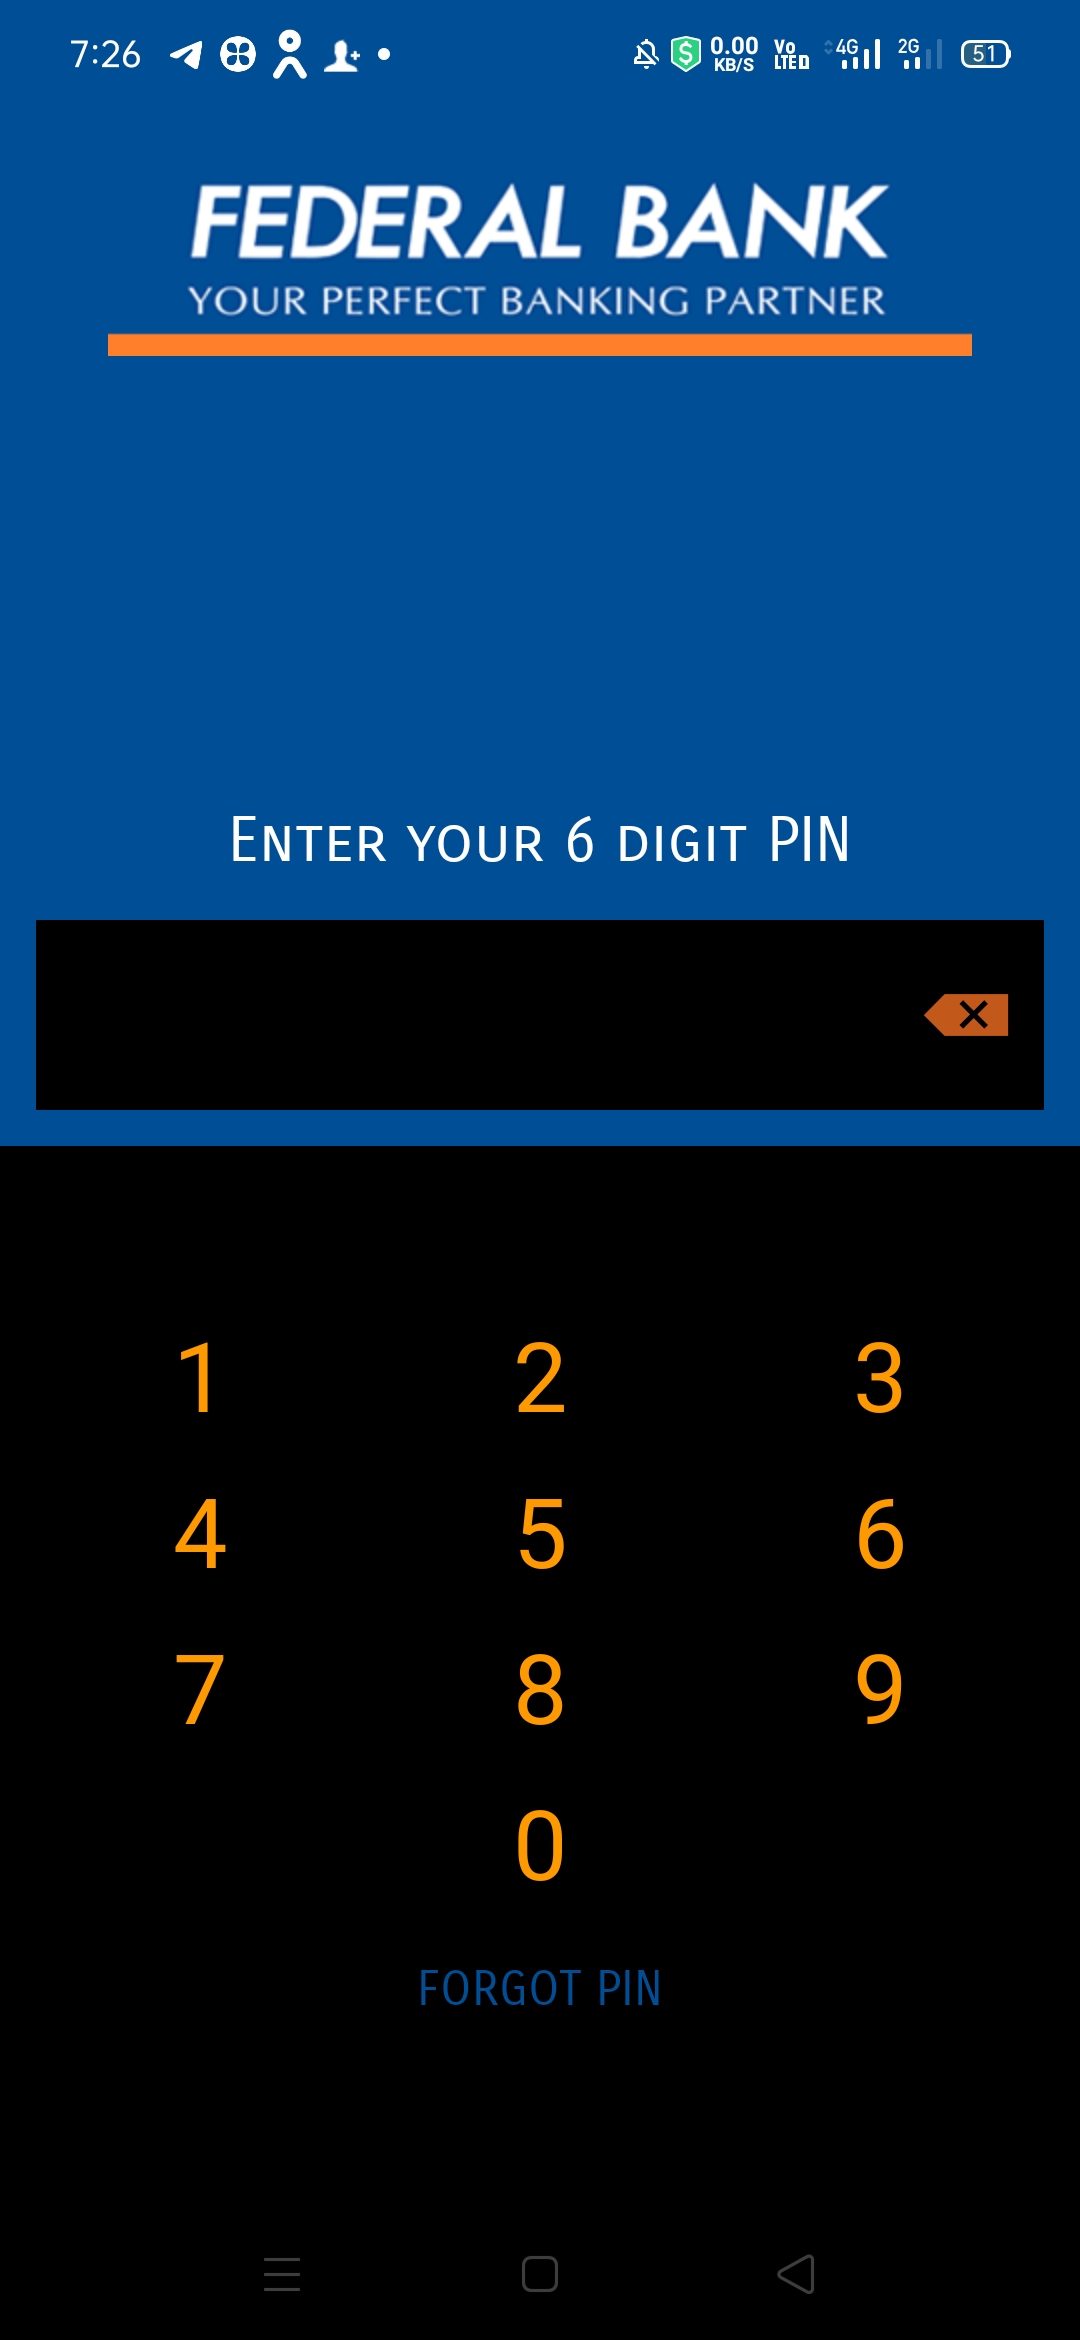 7:26 0.00 KB/S Vo LTE 4G 2G 51
FEDERAL BANK
YOUR PERFECT BANKING PARTNER
ENTER YOUR 6 DIGIT PIN
1 2 3
4 5 6
7 8 9
0
FORGOT PIN